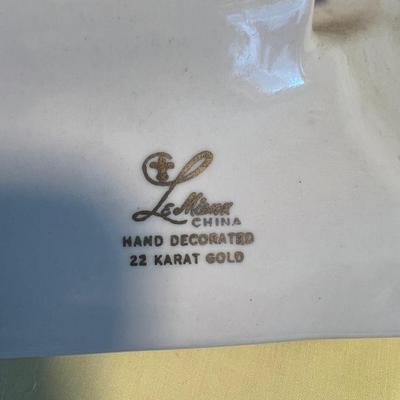 Le Mieux
CHINA
HAND DECORATED
22 KARAT GOLD